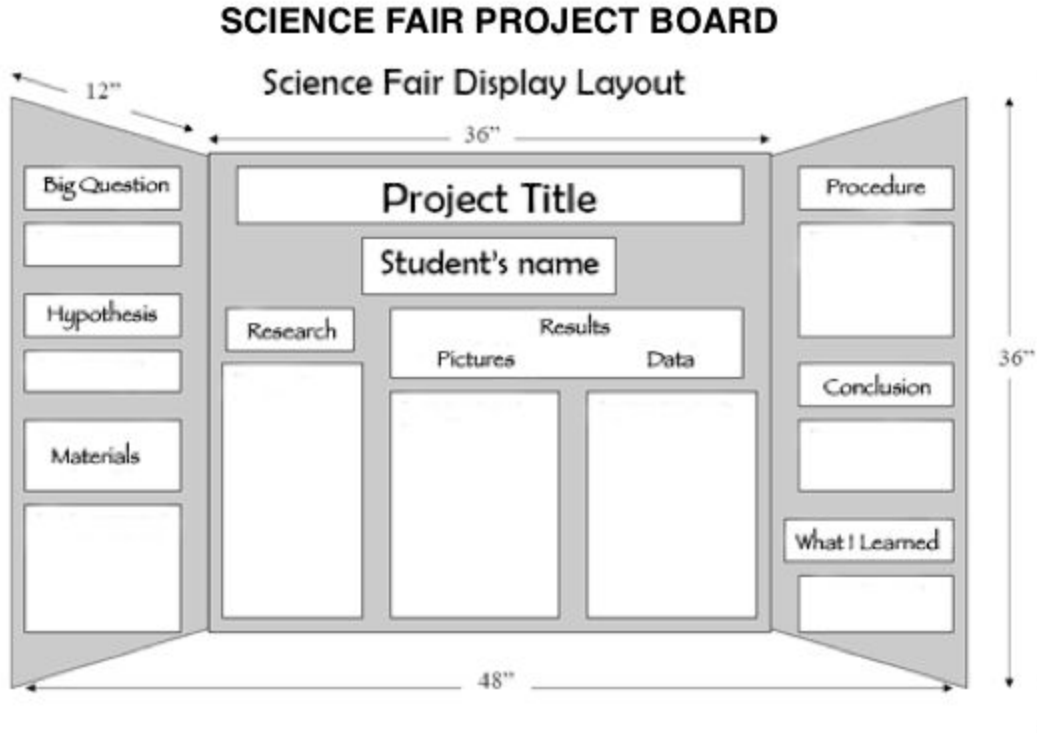 SCIENCE FAIR PROJECT BOARD
Science Fair Display Layout
12”
36”
Big Question
Hypothesis
Materials
Project Title
Student’s name
Research
Results
Pictures Data
Procedure
Conclusion
What I Learned
36”
48”